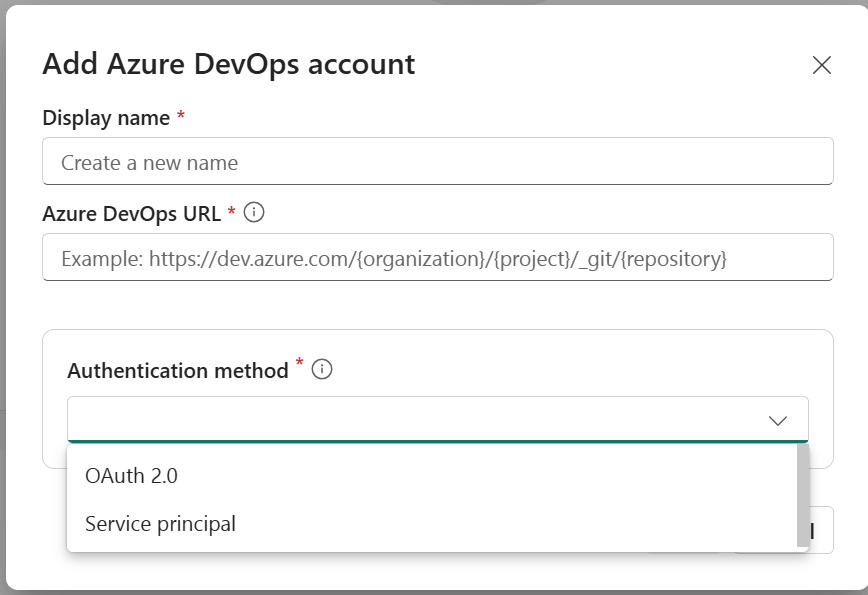 Add Azure DevOps account
Display name *
Create a new name
Azure DevOps URL *
Example: https://dev.azure.com/{organization}/{project}/_git/{repository}
Authentication method *
OAuth 2.0
Service principal